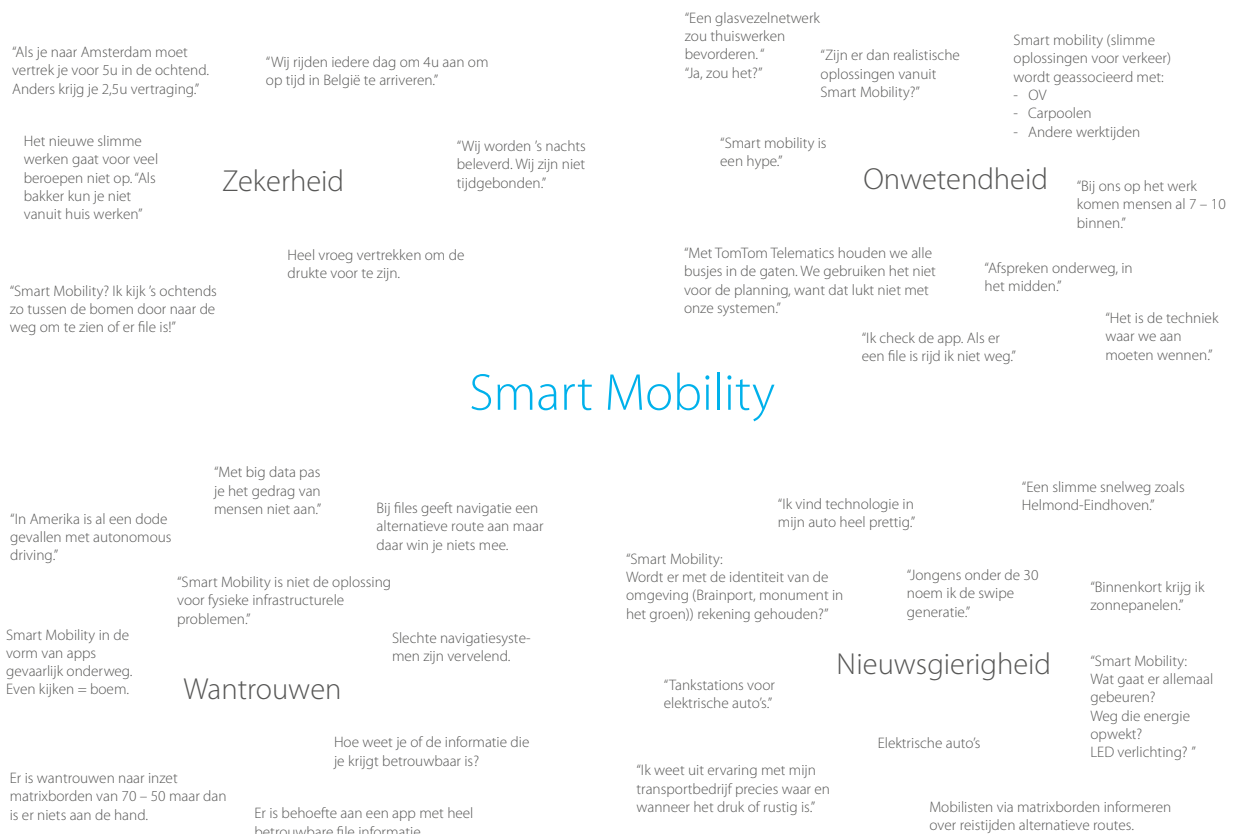 “Als je naar Amsterdam moet
vertrek je voor 5u in de ochtend.
Anders krijg je 2,5u vertraging.”
“Wij rijden iedere dag om 4u aan om
op tijd in België te arriveren.”
Het nieuwe slimme
werken gaat voor veel
beroepen niet op. “Als
bakker kun je niet
vanuit huis werken”
Zekerheid
“Wij worden ’s nachts
beleverd. Wij zijn niet
tijdgebonden.”
Heel vroeg vertrekken om de
drukte voor te zijn.
“Smart Mobility? Ik kijk ’s ochtends
zo tussen de bomen door naar de
weg om te zien of er file is!”
“Een glasvezelnetwerk
zou thuiswerken
bevorderen. “
“Ja, zou het?”
“Zijn er dan realistische
oplossingen vanuit
Smart Mobility?”
Smart mobility (slimme
oplossingen voor verkeer)
wordt geassocieerd met:
- OV
- Carpoolen
- Andere werktijden
“Smart mobility is
een hype.”
Onwetendheid
“Bij ons op het werk
komen mensen al 7 – 10
binnen.”
“Met TomTom Telematics houden we alle
busjes in de gaten. We gebruiken het niet
voor de planning, want dat lukt niet met
onze systemen.”
“Afspreken onderweg, in
het midden.”
“Het is de techniek
waar we aan
moeten wennen.”
“Ik check de app. Als er
een file is rijd ik niet weg.”
Smart Mobility
“Met big data pas
je het gedrag van
mensen niet aan.”
“In Amerika is al een dode
gevallen met autonomous
driving.”
Bij files geeft navigatie een
alternatieve route aan maar
daar win je niets mee.
“Smart Mobility is niet de oplossing
voor fysieke infrastructurele
problemen.”
Smart Mobility in de
vorm van apps
gevaarlijk onderweg.
Even kijken = boem.
Slechte navigatiesyste-
men zijn vervelend.
Wantrouwen
Hoe weet je of de informatie die
je krijgt betrouwbaar is?
Er is wantrouwen naar inzet
matrixborden van 70 – 50 maar dan
is er niets aan de hand.
Er is behoefte aan een app met heel
betrouwbare file informatie.
“Ik vind technologie in
mijn auto heel prettig.”
“Een slimme snelweg zoals
Helmond-Eindhoven.”
“Smart Mobility:
Wordt er met de identiteit van de
omgeving (Brainport, monument in
het groen)) rekening gehouden?”
“Jongens onder de 30
noem ik de swipe
generatie.”
“Binnenkort krijg ik
zonnepanelen.”
Nieuwsgierigheid
“Tankstations voor
elektrische auto’s.”
“Smart Mobility:
Wat gaat er allemaal
gebeuren?
Weg die energie
opwekt?
LED verlichting? ”
Elektrische auto’s
“Ik weet uit ervaring met mijn
transportbedrijf precies waar en
wanneer het druk of rustig is.”
Mobilisten via matrixborden informeren
over reistijden alternatieve routes.